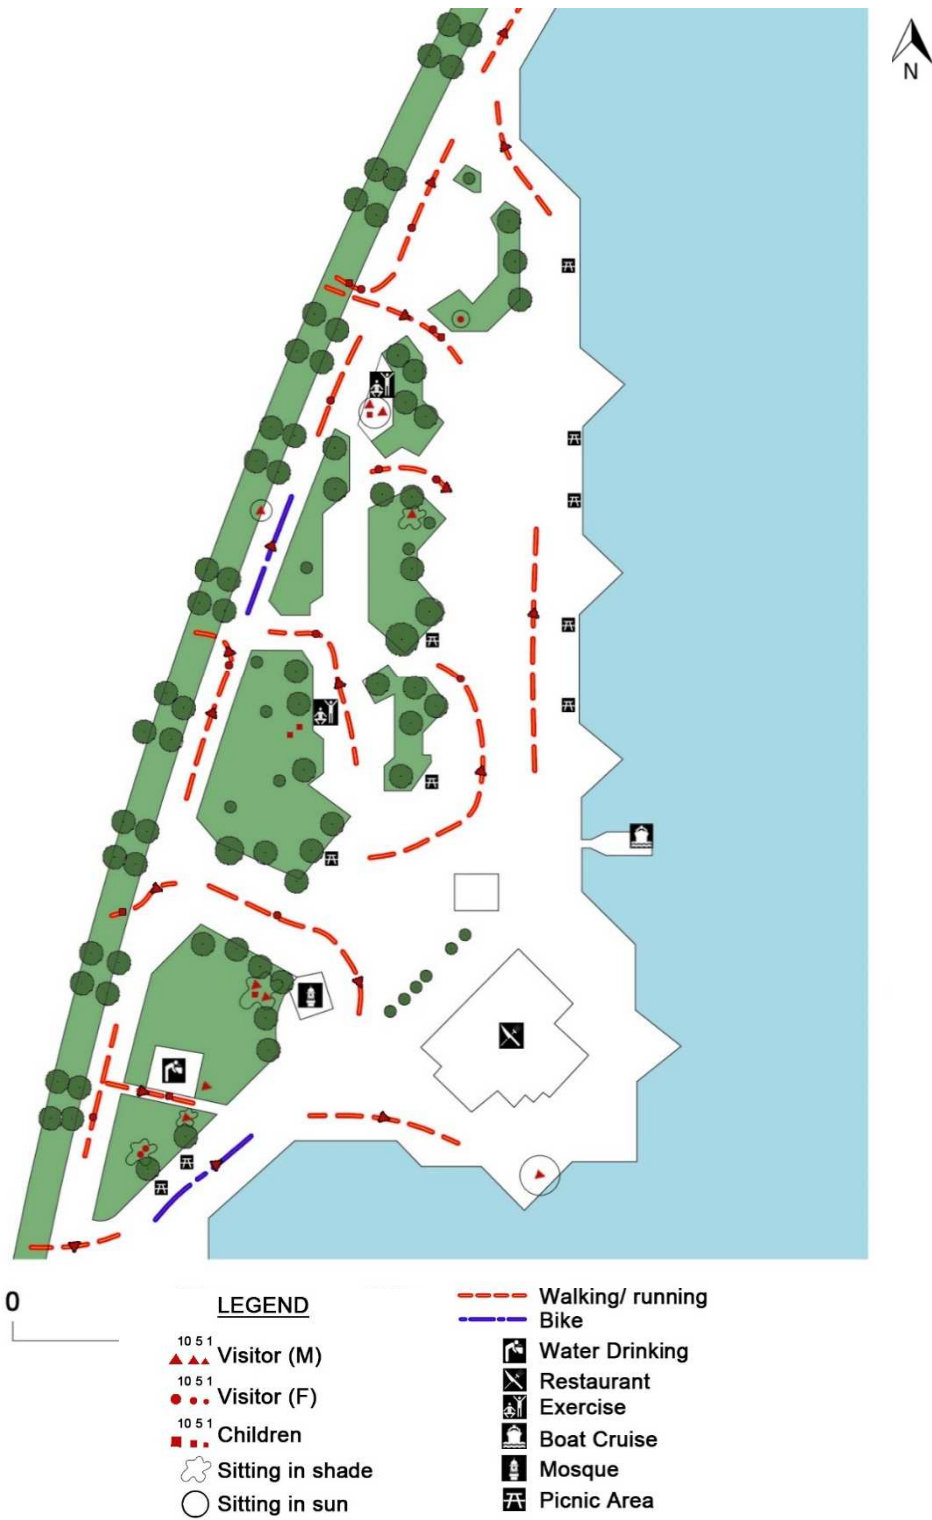 N
0
LEGEND
10 5 1
Visitor (M)
10 5 1
Visitor (F)
10 5 1
Children
Sitting in shade
Sitting in sun
Walking/ running
Bike
Water Drinking
Restaurant
Exercise
Boat Cruise
Mosque
Picnic Area